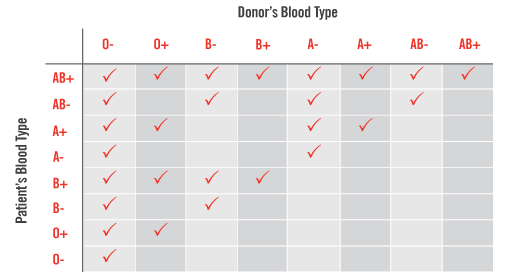 Donor's Blood Type
O- O+ B- B+ A- A+ AB- AB+
Patient's Blood Type
AB+ ✓ ✓ ✓ ✓ ✓ ✓ ✓ ✓
AB- ✓ ✓ ✓ ✓
A+ ✓ ✓ ✓ ✓
A- ✓ ✓
B+ ✓ ✓ ✓ ✓
B- ✓ ✓
O+ ✓ ✓
O- ✓